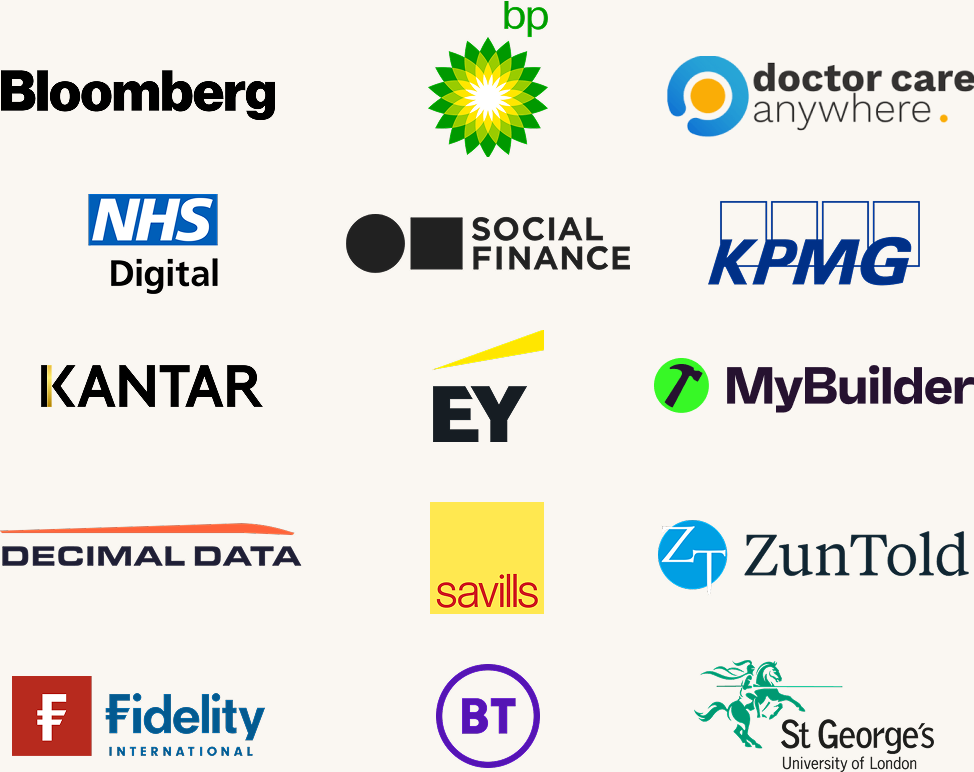 bp
Bloomberg
doctor care
anywhere.
NHS
Digital
SOCIAL
FINANCE
KPMG
KANTAR
EY
MyBuilder
DECIMAL DATA
savills
ZT ZunTold
F Fidelity
INTERNATIONAL
BT
St George's
University of London